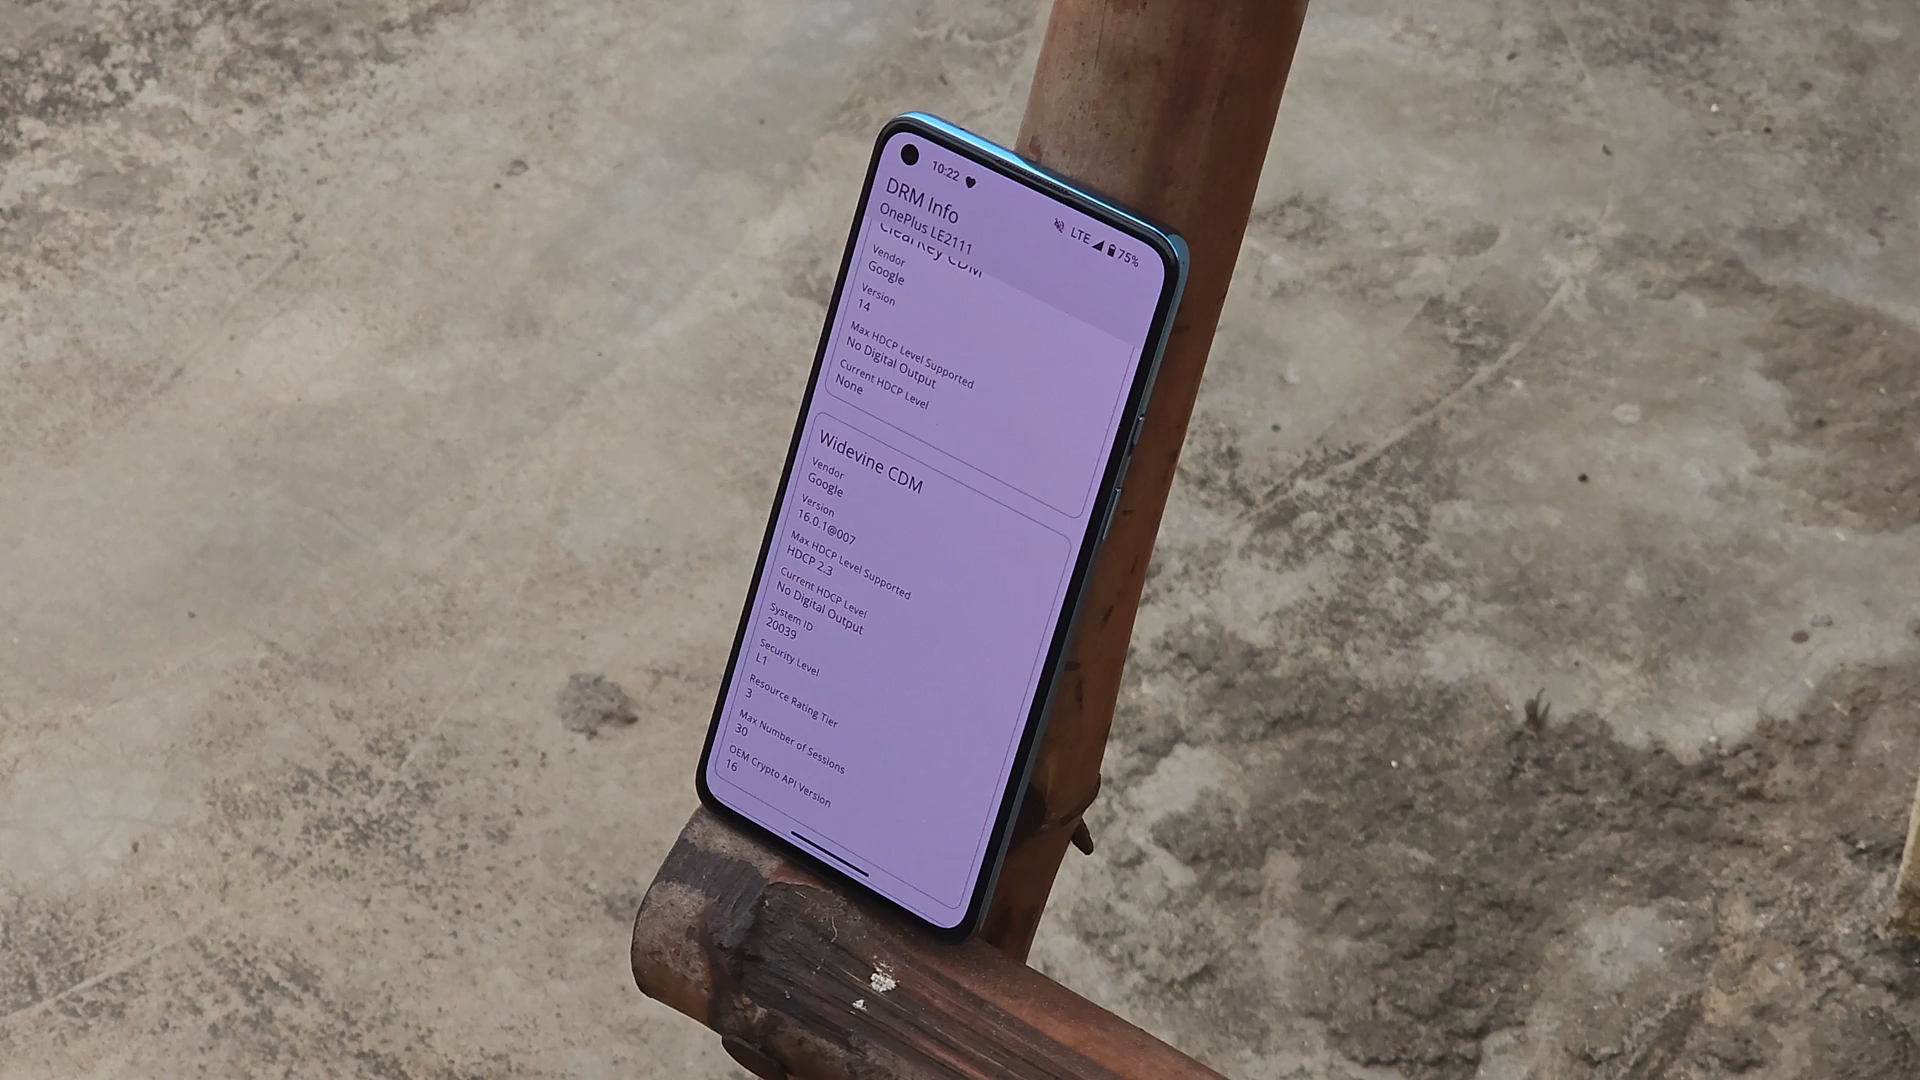 10:22
LTE 75%
DRM Info
OnePlus LE2111
ClearKey CDM
Vendor
Google
Version
14
Max HDCP Level Supported
No Digital Output
Current HDCP Level
None
Widevine CDM
Vendor
Google
Version
16.0.1@007
Max HDCP Level Supported
HDCP 2.3
Current HDCP Level
No Digital Output
System ID
20039
Security Level
L1
Resource Rating Tier
3
Max Number of Sessions
30
OEM Crypto API Version
16